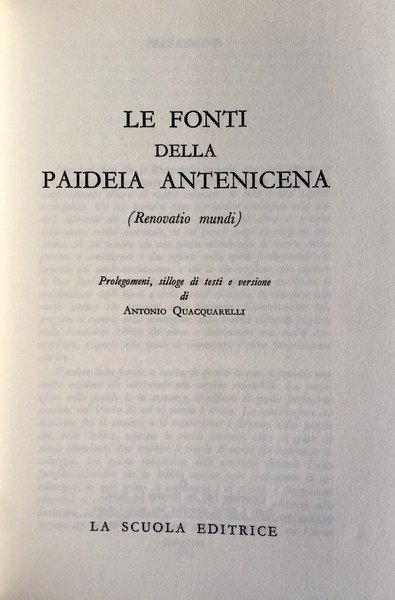 LE FONTI
DELLA
PAIDEIA ANTENICENA
(Renovatio mundi)
Prolegomeni, silloge di testi e versione
di
ANTONIO QUACQUARELLI
LA SCUOLA EDITRICE